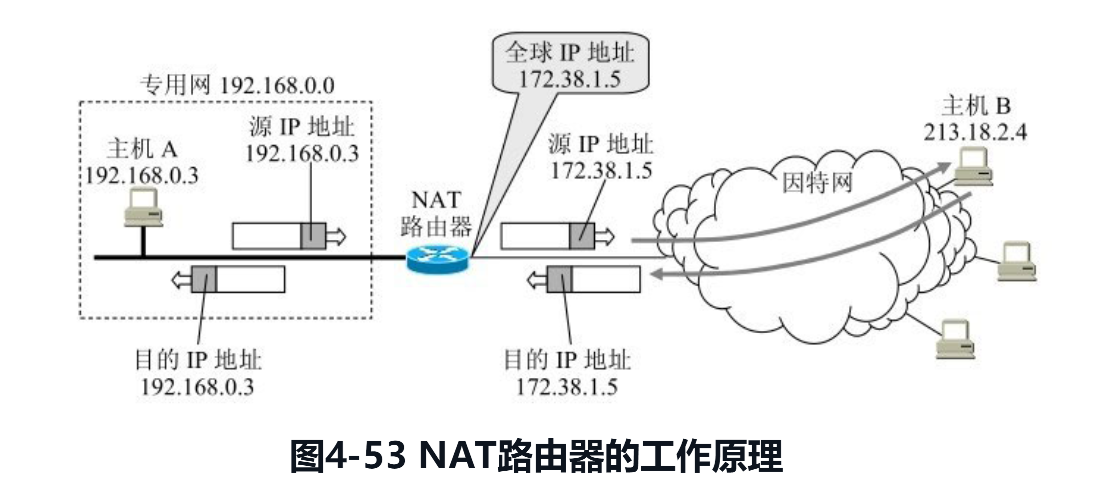 全球 IP 地址
172.38.1.5
专用网 192.168.0.0
源 IP 地址
192.168.0.3
主机 A
192.168.0.3
NAT
路由器
源 IP 地址
172.38.1.5
因特网
主机 B
213.18.2.4
目的 IP 地址
192.168.0.3
目的 IP 地址
172.38.1.5
图4-53 NAT路由器的工作原理